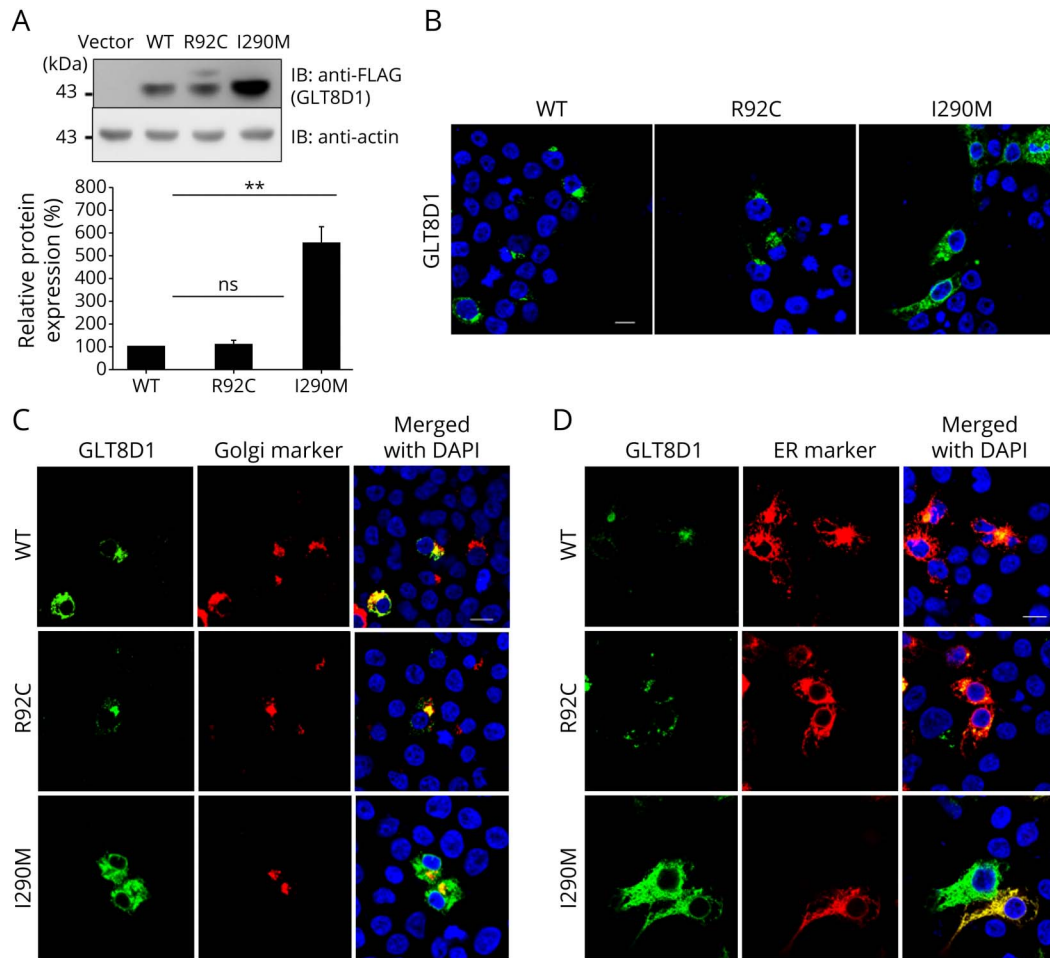 A
Vector WT R92C I290M
(kDa)
43
IB: anti-FLAG
(GLT8D1)
43
IB: anti-actin
**
ns
Relative protein
expression (%)
800
700
600
500
400
300
200
100
0
WT R92C I290M
B
WT R92C I290M
GLT8D1
C
GLT8D1 Golgi marker Merged
with DAPI
WT
R92C
I290M
D
GLT8D1 ER marker Merged
with DAPI
WT
R92C
I290M